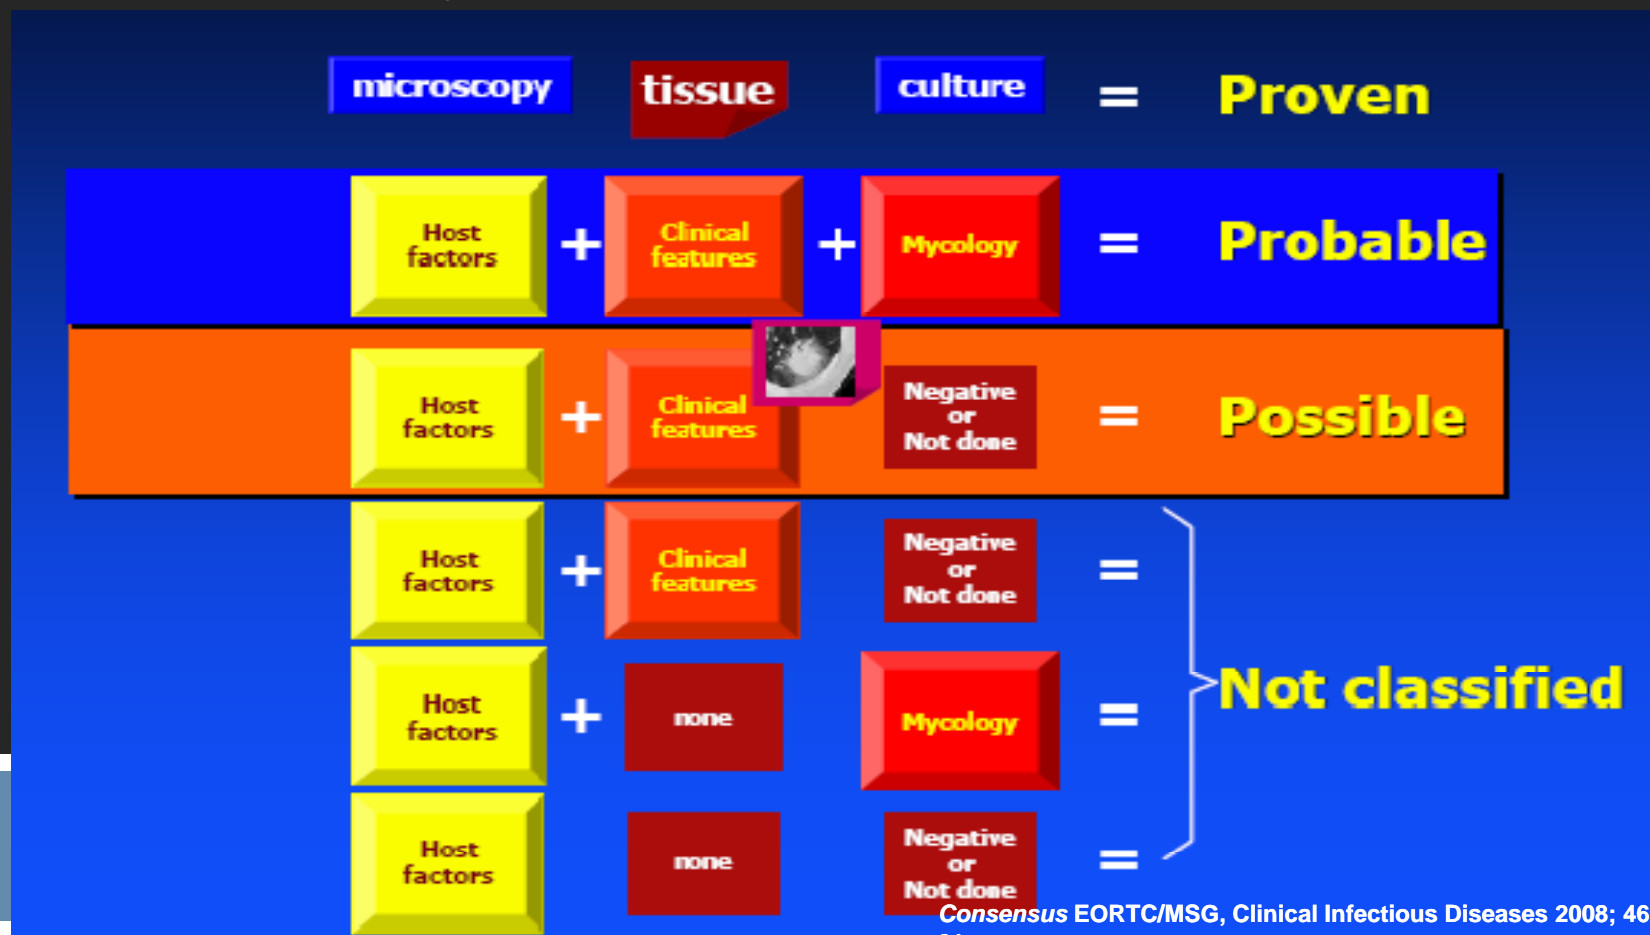 microscopy tissue culture = Proven
Host
factors
+
Clinical
features
+
Mycology
=
Probable
Host
factors
+
Clinical
features
Negative
or
Not done
=
Possible
Host
factors
+
Clinical
features
Negative
or
Not done
=
Host
factors
+
none
Mycology
=
Not classified
Host
factors
none
Negative
or
Not done
=
Consensus EORTC/MSG, Clinical Infectious Diseases 2008; 46